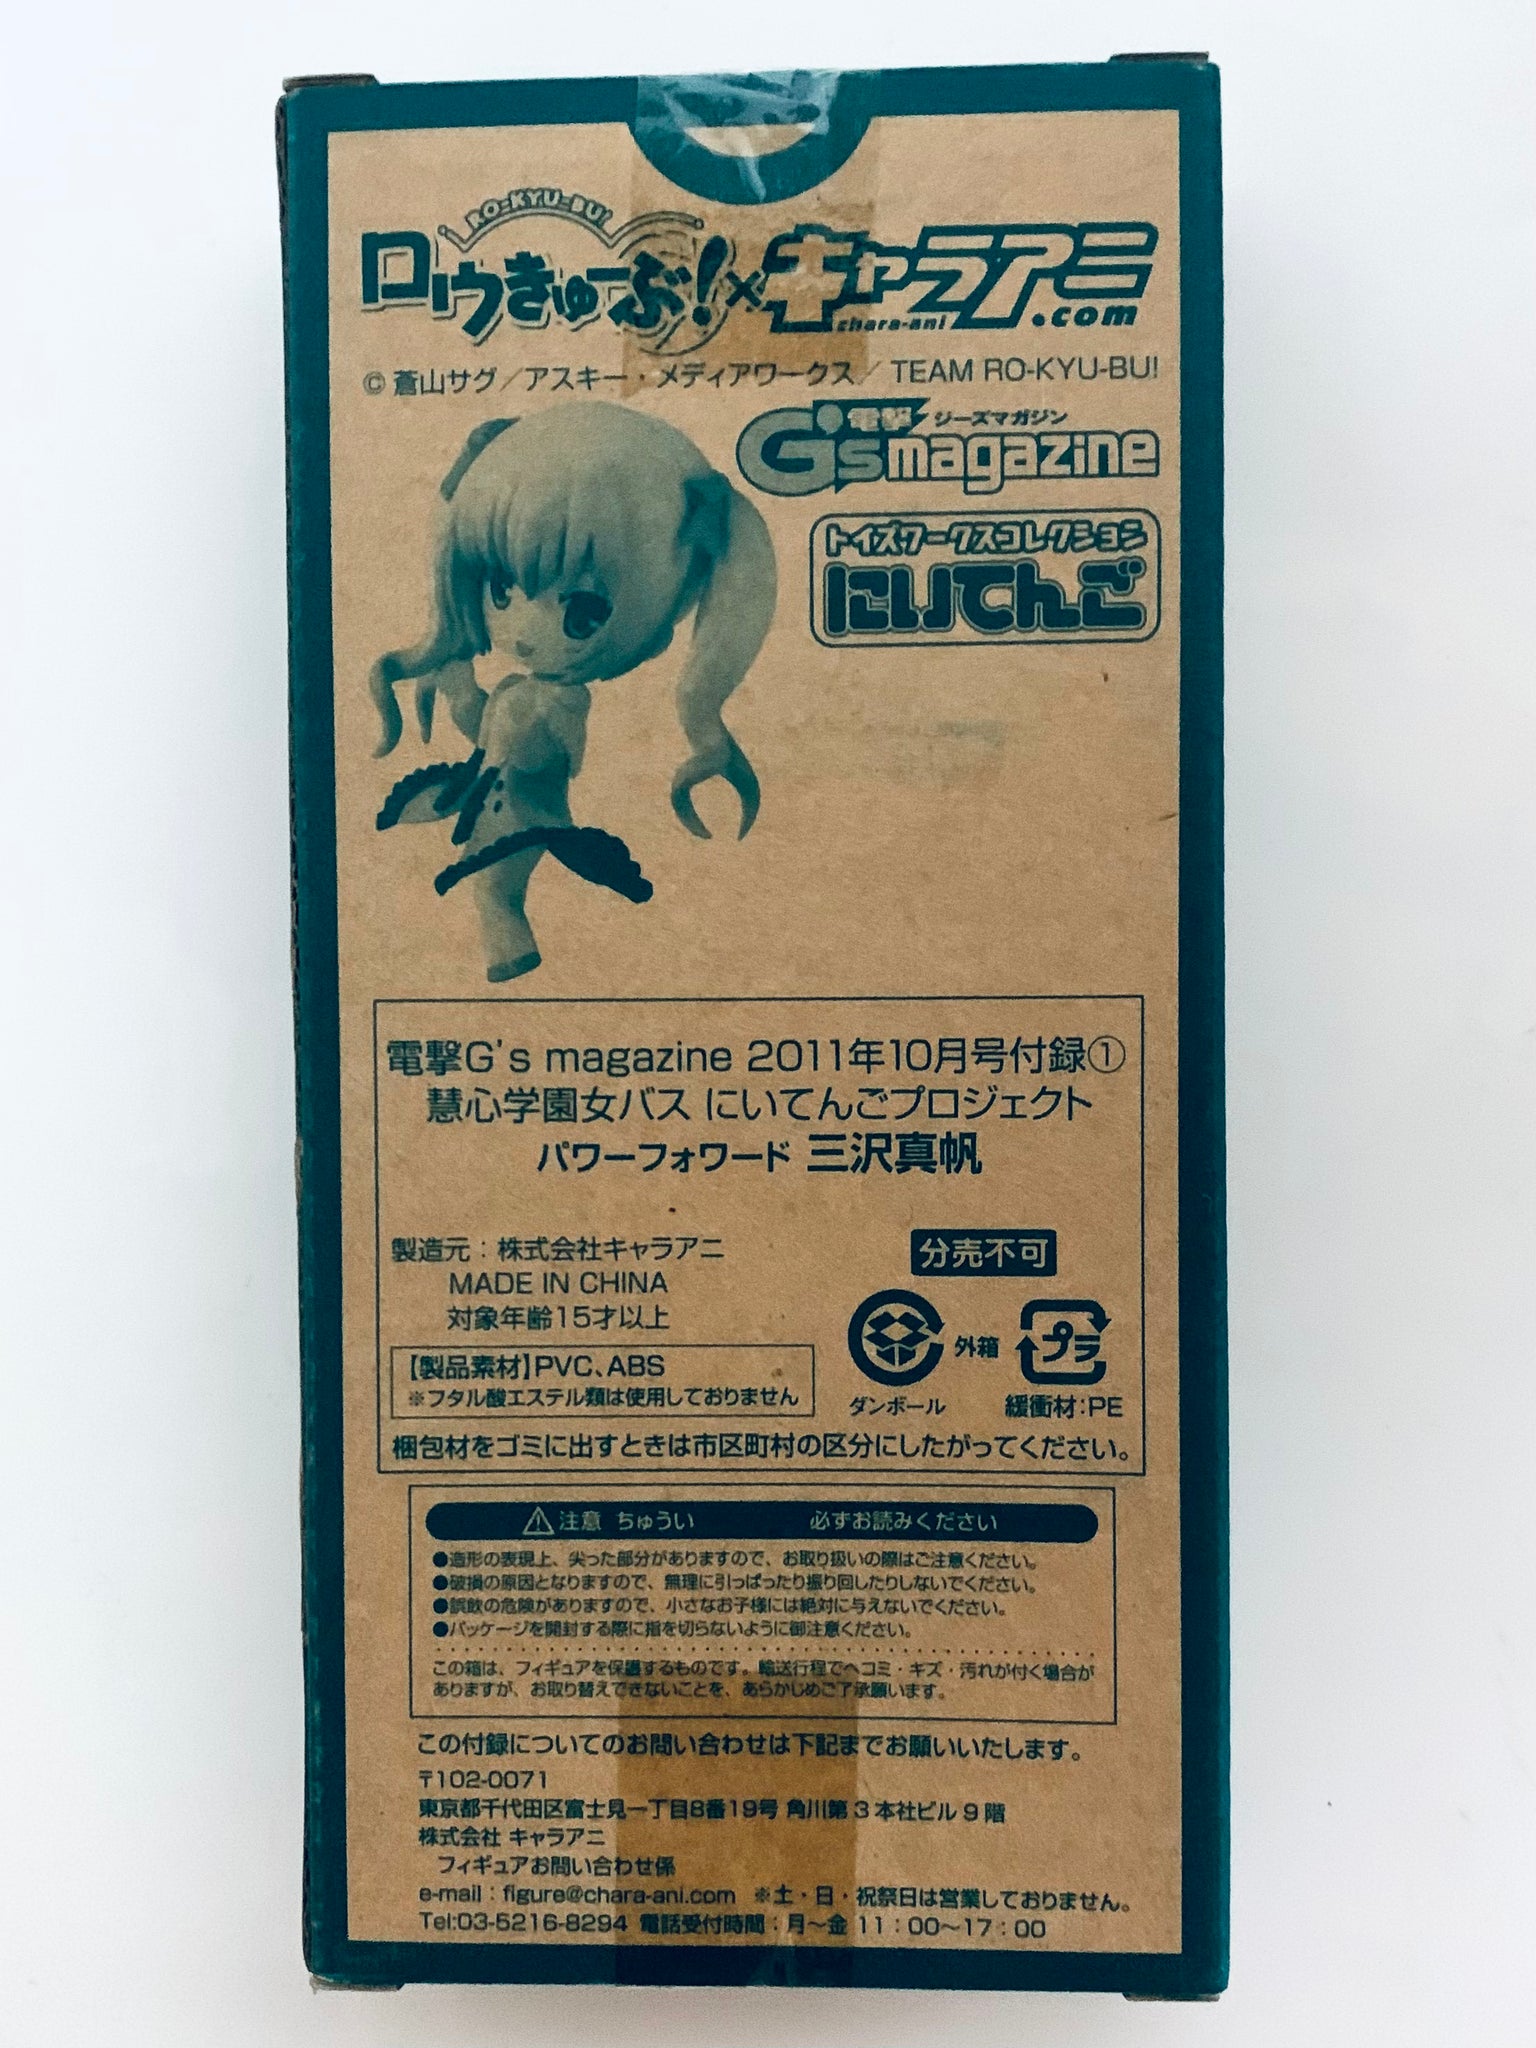 RO-KYU-BU!
ロウきゅーぶ!×キャラアニ.com
chara-ani
© 蒼山サグ／アスキー・メディアワークス／TEAM RO-KYU-BU!
電撃 ジーズマガジン
G's magazine
トイズワークスコレクション
にいてんご
電撃G's magazine 2011年10月号付録①
慧心学園女バス にいてんごプロジェクト
パワーフォワード 三沢真帆
製造元：株式会社キャラアニ
MADE IN CHINA
対象年齢15才以上
分売不可
【製品素材】PVC、ABS
※フタル酸エステル類は使用しておりません
外箱
ダンボール
プラ
緩衝材：PE
梱包材をゴミに出すときは市区町村の区分にしたがってください。
⚠注意 ちゅうい 必ずお読みください
●造形の表現上、尖った部分がありますので、お取り扱いの際はご注意ください。
●破損の原因となりますので、無理に引っぱったり振り回したりしないでください。
●誤飲の危険がありますので、小さなお子様には絶対に与えないでください。
●パッケージを開封する際に指を切らないように御注意ください。
この箱は、フィギュアを保護するものです。輸送行程でヘコミ・キズ・汚れが付く場合が
ありますが、お取り替えできないことを、あらかじめご了承願います。
この付録についてのお問い合わせは下記までお願いいたします。
〒102-0071
東京都千代田区富士見一丁目8番19号 角川第3本社ビル9階
株式会社 キャラアニ
フィギュアお問い合わせ係
e-mail：figure@chara-ani.com ※土・日・祝祭日は営業しておりません。
Tel:03-5216-8294 電話受付時間：月～金 11：00～17：00